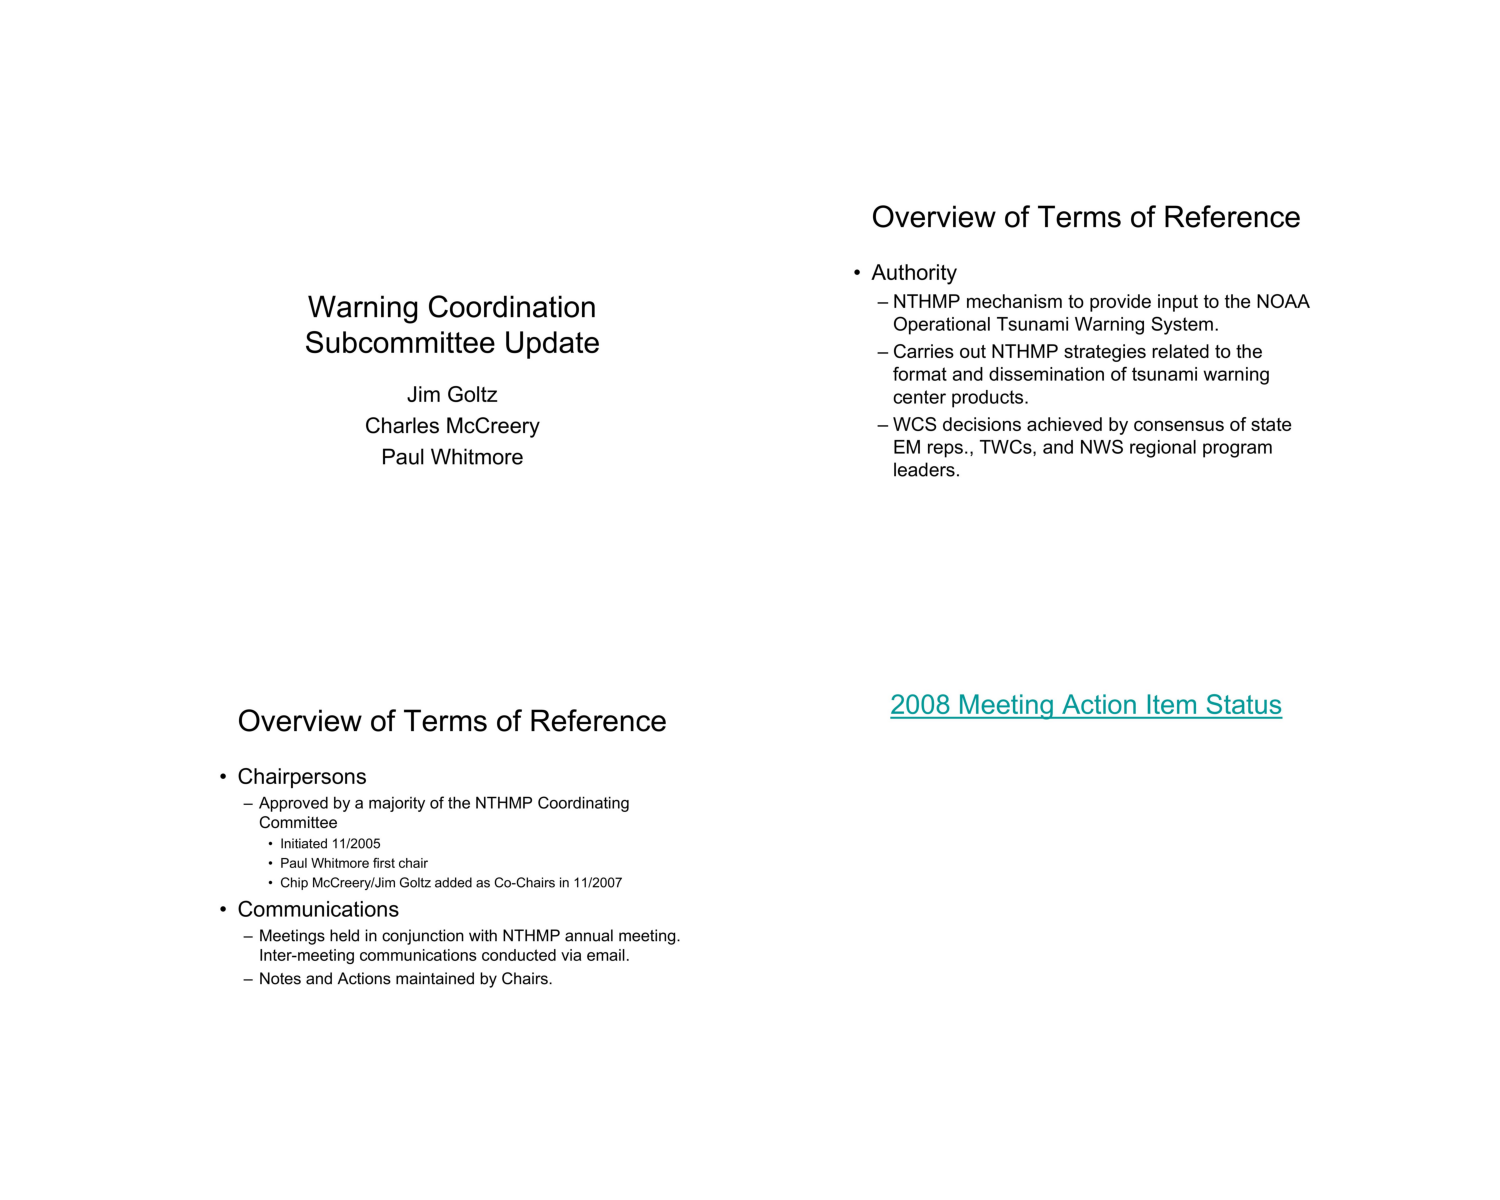 Warning Coordination
Subcommittee Update
Jim Goltz
Charles McCreery
Paul Whitmore
Overview of Terms of Reference
• Authority
– NTHMP mechanism to provide input to the NOAA
Operational Tsunami Warning System.
– Carries out NTHMP strategies related to the
format and dissemination of tsunami warning
center products.
– WCS decisions achieved by consensus of state
EM reps., TWCs, and NWS regional program
leaders.
Overview of Terms of Reference
• Chairpersons
– Approved by a majority of the NTHMP Coordinating
Committee
• Initiated 11/2005
• Paul Whitmore first chair
• Chip McCreery/Jim Goltz added as Co-Chairs in 11/2007
• Communications
– Meetings held in conjunction with NTHMP annual meeting.
Inter-meeting communications conducted via email.
– Notes and Actions maintained by Chairs.
2008 Meeting Action Item Status